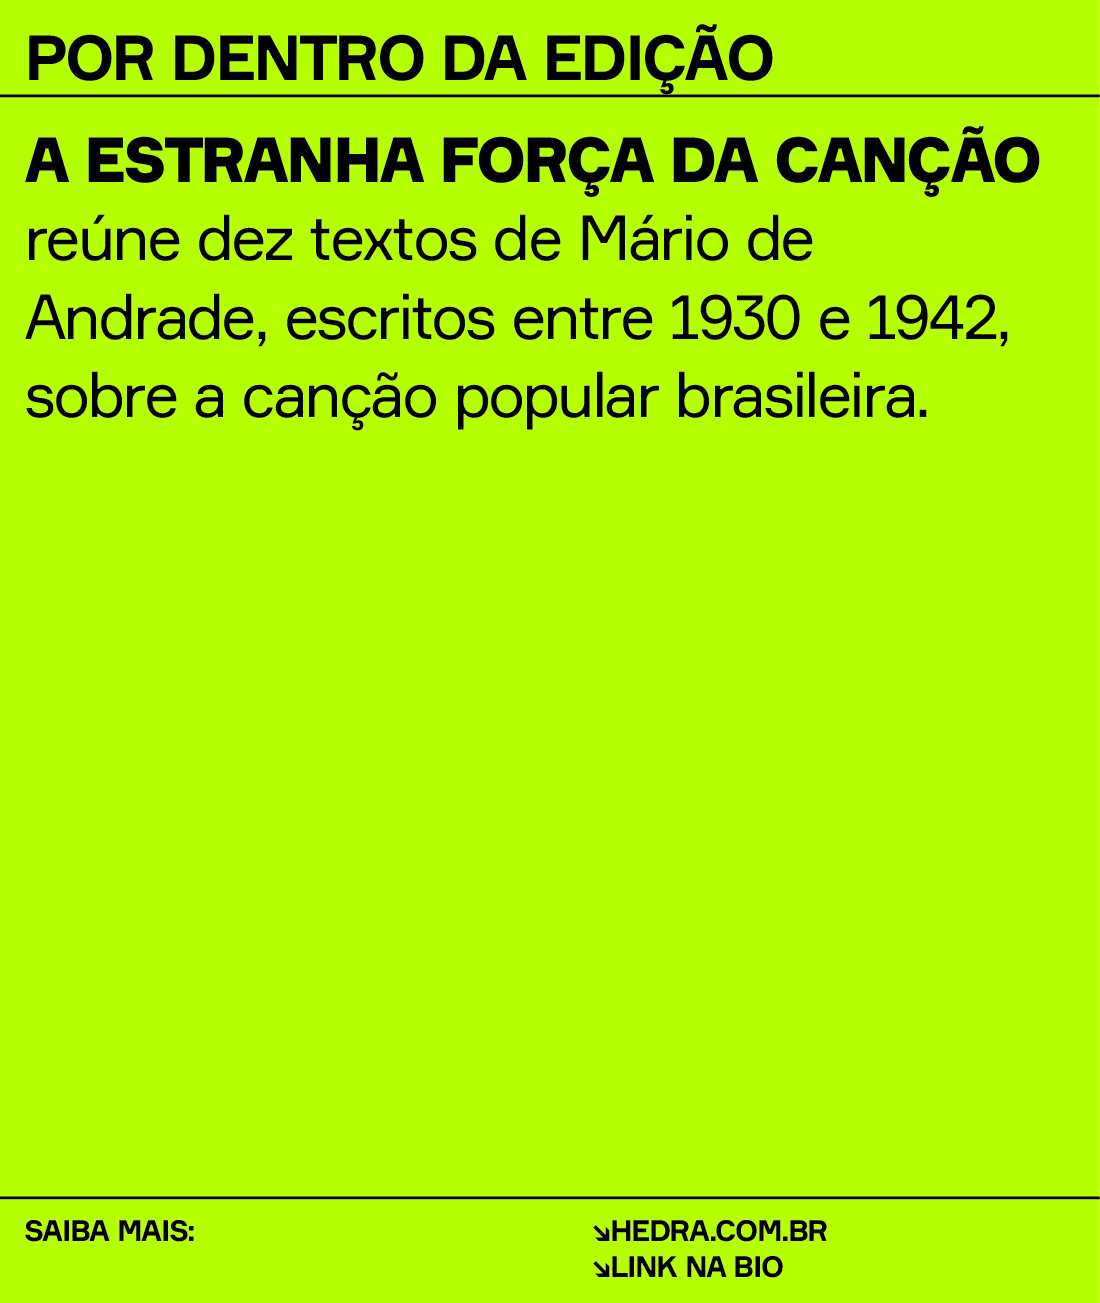 POR DENTRO DA EDIÇÃO
A ESTRANHA FORÇA DA CANÇÃO
reúne dez textos de Mário de
Andrade, escritos entre 1930 e 1942,
sobre a canção popular brasileira.
SAIBA MAIS:
↘HEDRA.COM.BR
↘LINK NA BIO